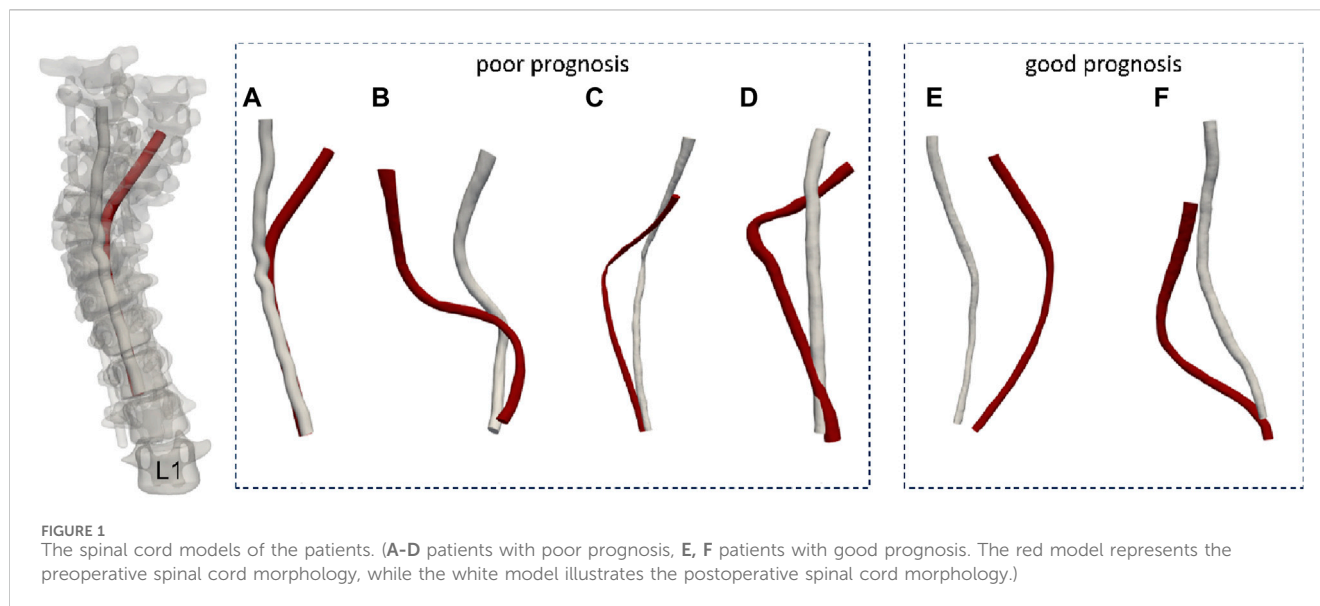 poor prognosis
good prognosis
A
B
C
D
E
F
L1
FIGURE 1
The spinal cord models of the patients. (A-D patients with poor prognosis, E, F patients with good prognosis. The red model represents the
preoperative spinal cord morphology, while the white model illustrates the postoperative spinal cord morphology.)